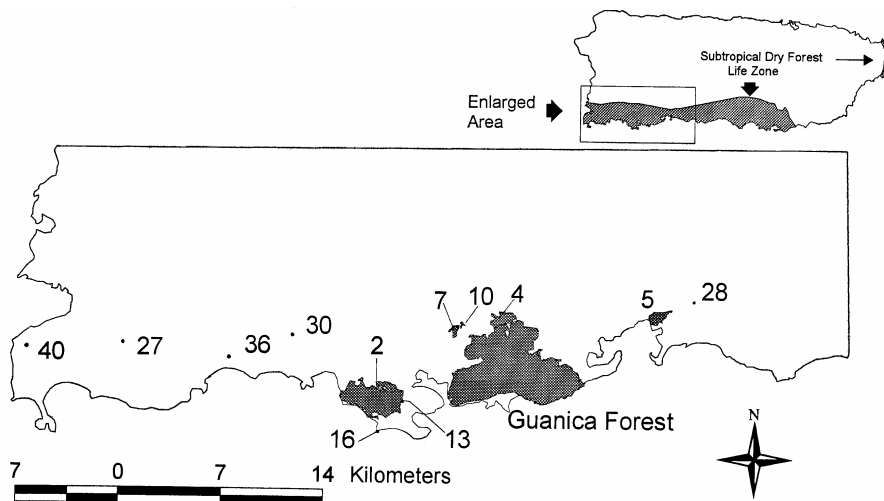 Subtropical Dry Forest
Life Zone
Enlarged
Area
7
10
4
5
28
40
27
36
30
2
16
13
Guanica Forest
N
7 0 7 14 Kilometers